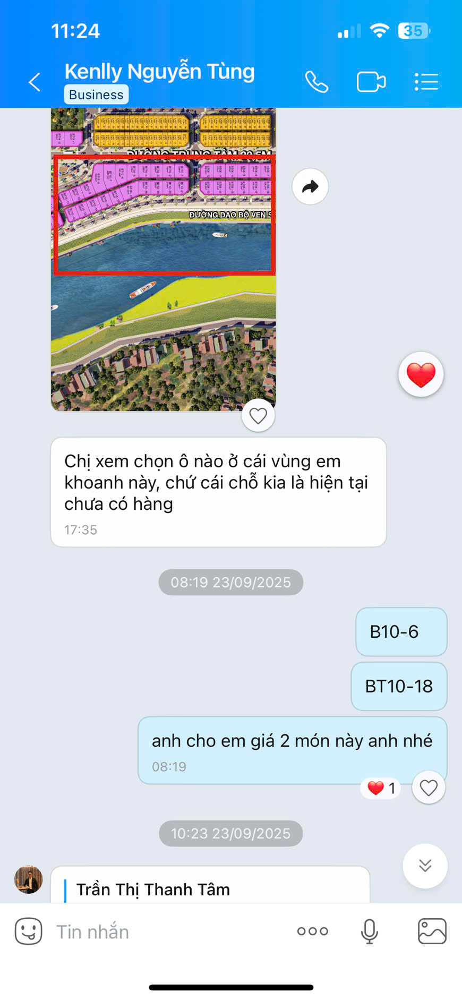 11:24
35
Kenlly Nguyễn Tùng
Business
ĐƯỜNG TRUNG TÂM
ĐƯỜNG DẠO BỘ VEN S
Chị xem chọn ô nào ở cái vùng em
khoanh này, chứ cái chỗ kia là hiện tại
chưa có hàng
17:35
08:19 23/09/2025
B10-6
BT10-18
anh cho em giá 2 món này anh nhé
08:19
1
10:23 23/09/2025
Trần Thị Thanh Tâm
Tin nhắn